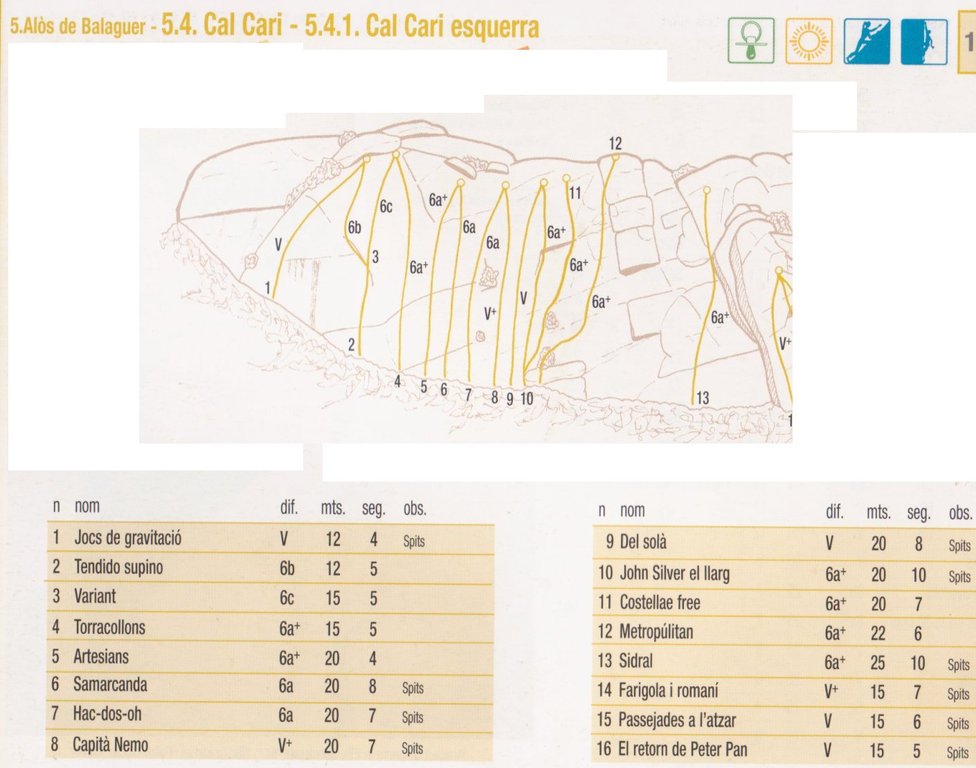 5.Alòs de Balaguer - 5.4. Cal Cari - 5.4.1. Cal Cari esquerra
1
12
6a+
11
6c
6a
6b
6a
6a+
V
3
6a+
6a+
1
V
6a+
V+
6a+
2
V+
4
5
6
7
8
9
10
13
1
n nom dif. mts. seg. obs.
1 Jocs de gravitació V 12 4 Spits
2 Tendido supino 6b 12 5
3 Variant 6c 15 5
4 Torracollons 6a+ 15 5
5 Artesians 6a+ 20 4
6 Samarcanda 6a 20 8 Spits
7 Hac-dos-oh 6a 20 7 Spits
8 Capità Nemo V+ 20 7 Spits
n nom dif. mts. seg. obs.
9 Del solà V 20 8 Spits
10 John Silver el llarg 6a+ 20 10 Spits
11 Costellae free 6a+ 20 7
12 Metropúlitan 6a+ 22 6
13 Sidral 6a+ 25 10 Spits
14 Farigola i romaní V+ 15 7 Spits
15 Passejades a l'atzar V 15 6 Spits
16 El retorn de Peter Pan V 15 5 Spits